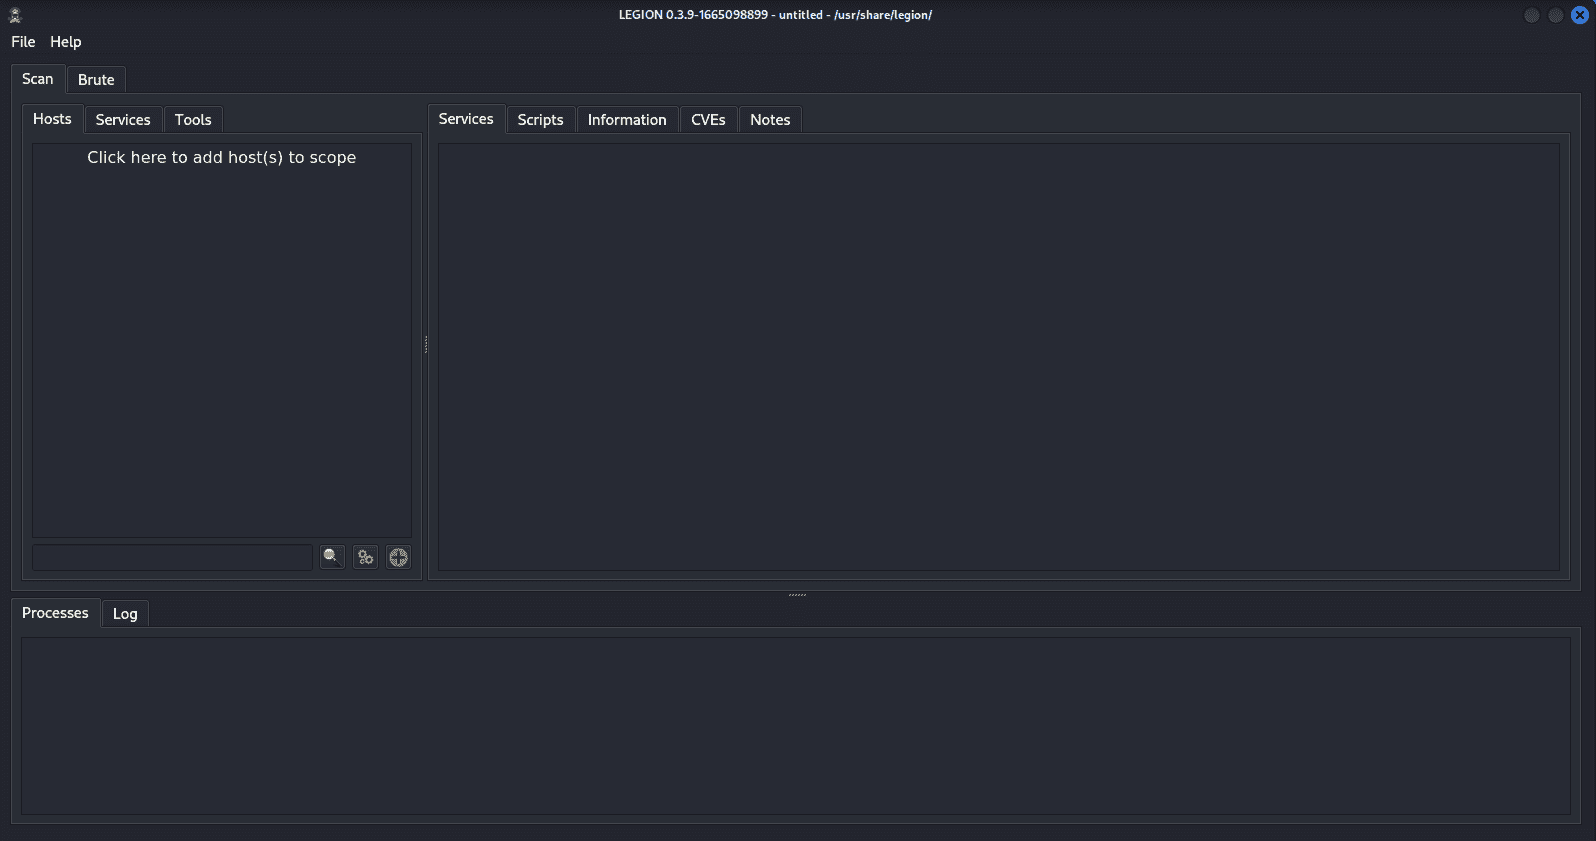 LEGION 0.3.9-1665098899 - untitled - /usr/share/legion/
File Help
Scan Brute
Hosts Services Tools
Services Scripts Information CVEs Notes
Click here to add host(s) to scope
Processes Log